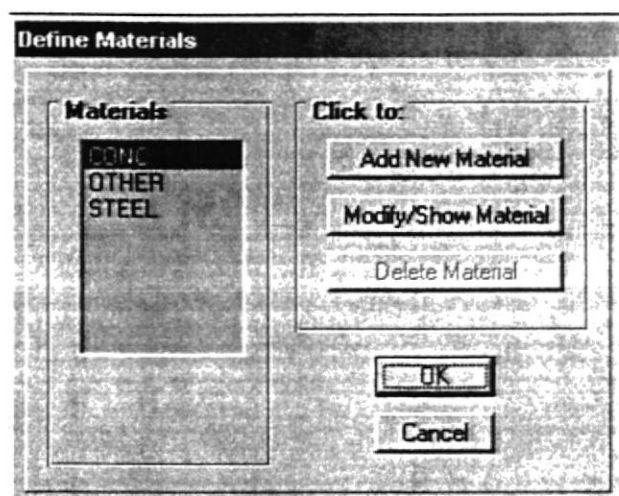 Define Materials
Materials
CONC
OTHER
STEEL
Click to:
Add New Material
Modify/Show Material
Delete Material
OK
Cancel